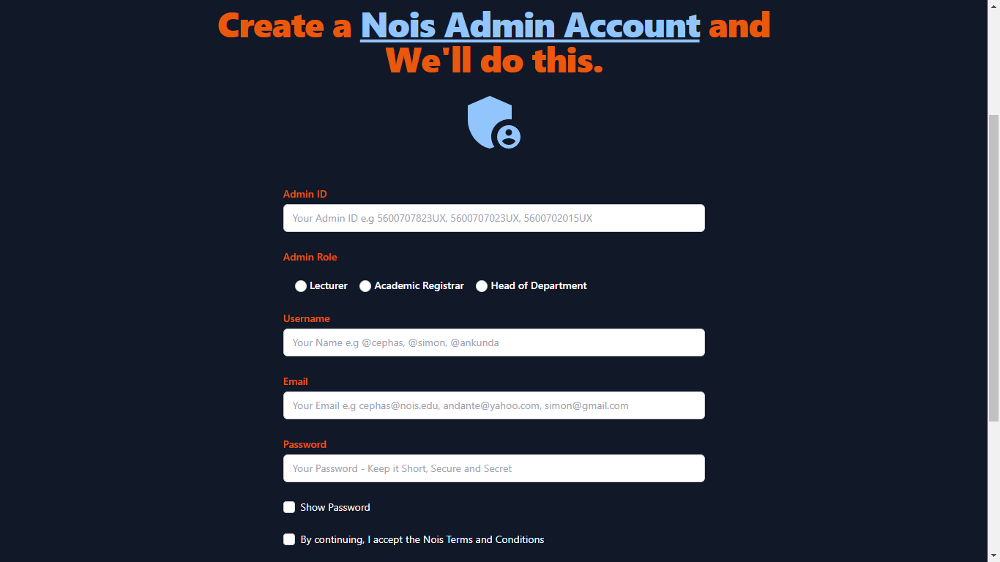 Create a Nois Admin Account and
We'll do this.
Admin ID
Your Admin ID e.g 5600707823UX, 5600707023UX, 5600702015UX
Admin Role
Lecturer Academic Registrar Head of Department
Username
Your Name e.g @cephas, @simon, @ankunda
Email
Your Email e.g cephas@nois.edu, andante@yahoo.com, simon@gmail.com
Password
Your Password - Keep it Short, Secure and Secret
Show Password
By continuing, I accept the Nois Terms and Conditions